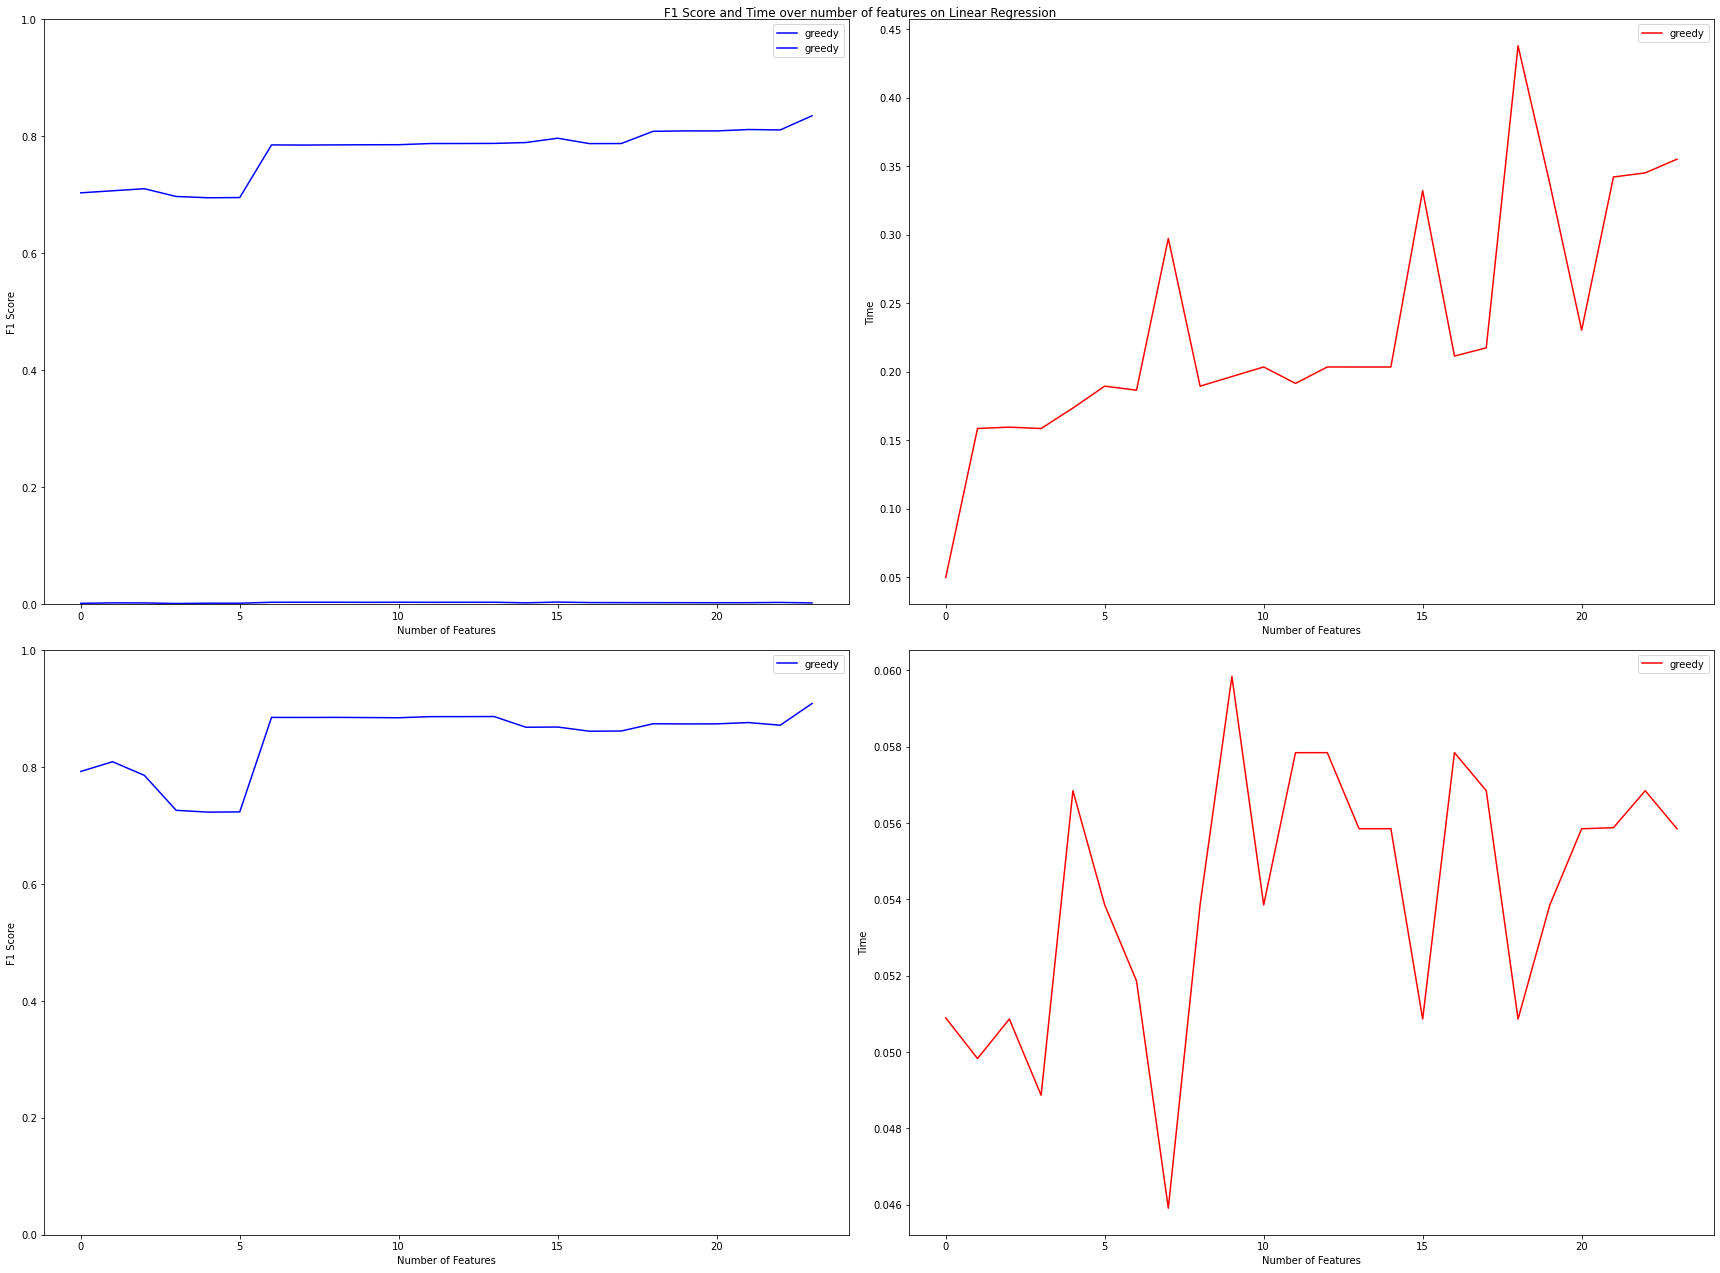 F1 Score and Time over number of features on Linear Regression
1.0
0.8
0.6
0.4
0.2
0.0
F1 Score
0 5 10 15 20
Number of Features
greedy
greedy
0.45
0.40
0.35
0.30
0.25
0.20
0.15
0.10
0.05
Time
0 5 10 15 20
Number of Features
greedy
1.0
0.8
0.6
0.4
0.2
0.0
F1 Score
0 5 10 15 20
Number of Features
greedy
0.060
0.058
0.056
0.054
0.052
0.050
0.048
0.046
Time
0 5 10 15 20
Number of Features
greedy